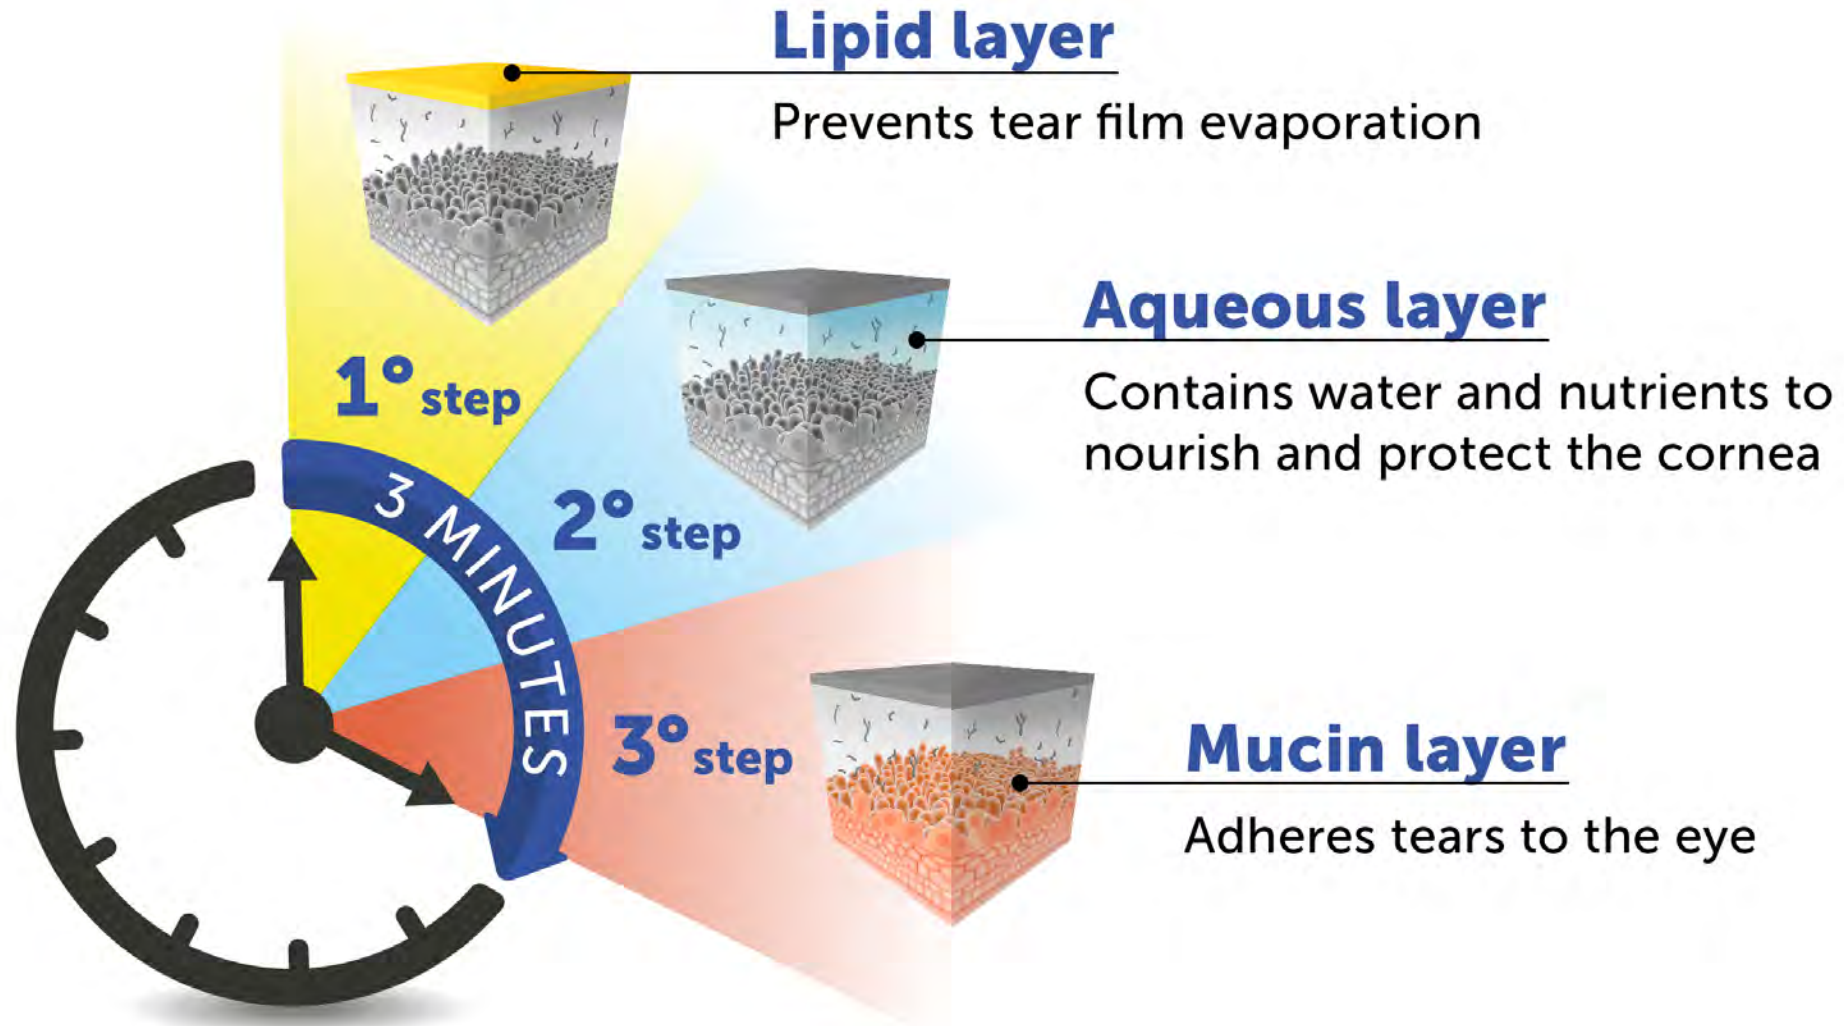 Lipid layer
Prevents tear film evaporation
1° step
Aqueous layer
Contains water and nutrients to
nourish and protect the cornea
2° step
3 MINUTES
3° step
Mucin layer
Adheres tears to the eye